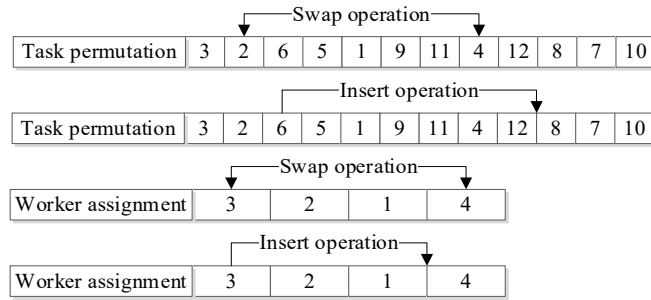 Swap operation
Task permutation 3 2 6 5 1 9 11 4 12 8 7 10
Insert operation
Task permutation 3 2 6 5 1 9 11 4 12 8 7 10
Swap operation
Worker assignment 3 2 1 4
Insert operation
Worker assignment 3 2 1 4